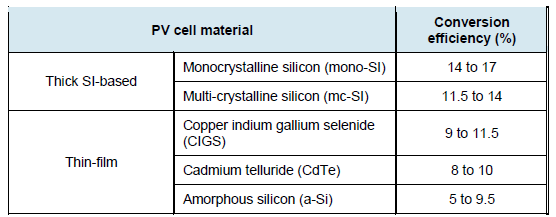 PV cell material
Conversion
efficiency (%)
Thick SI-based
Monocrystalline silicon (mono-SI)
14 to 17
Multi-crystalline silicon (mc-SI)
11.5 to 14
Thin-film
Copper indium gallium selenide
(CIGS)
9 to 11.5
Cadmium telluride (CdTe)
8 to 10
Amorphous silicon (a-Si)
5 to 9.5